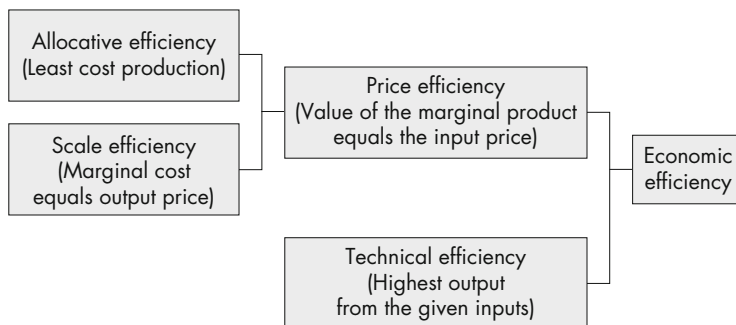 Allocative efficiency
(Least cost production)
Scale efficiency
(Marginal cost
equals output price)
Price efficiency
(Value of the marginal product
equals the input price)
Technical efficiency
(Highest output
from the given inputs)
Economic
efficiency